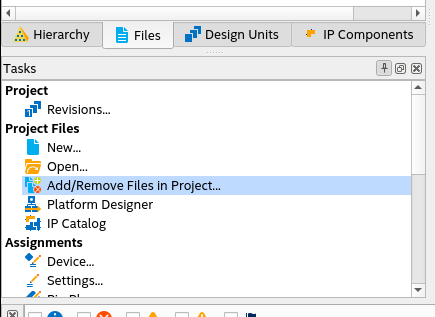 Hierarchy Files Design Units IP Components
Tasks
Project
Revisions...
Project Files
New...
Open...
Add/Remove Files in Project...
Platform Designer
IP Catalog
Assignments
Device...
Settings...